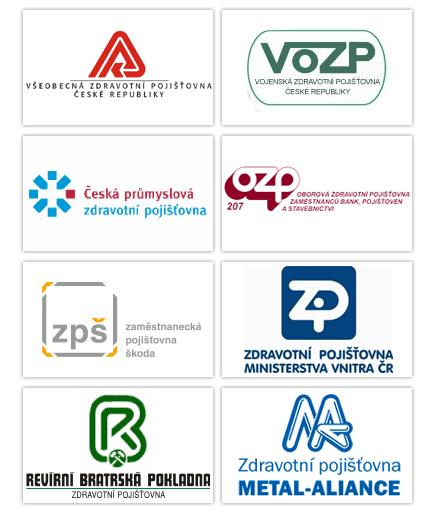 VŠEOBECNÁ ZDRAVOTNÍ POJIŠŤOVNA
ČESKÉ REPUBLIKY
VoZP
VOJENSKÁ ZDRAVOTNÍ POJIŠŤOVNA
ČESKÉ REPUBLIKY
Česká průmyslová
zdravotní pojišťovna
ozp
207
OBOROVÁ ZDRAVOTNÍ POJIŠŤOVNA
ZAMĚSTNANCŮ BANK, POJIŠŤOVEN
A STAVEBNICTVÍ
zpš
zaměstnanecká
pojišťovna
škoda
ZP
ZDRAVOTNÍ POJIŠŤOVNA
MINISTERSTVA VNITRA ČR
REVÍRNÍ BRATRSKÁ POKLADNA
ZDRAVOTNÍ POJIŠŤOVNA
MA
Zdravotní pojišťovna
METAL-ALIANCE